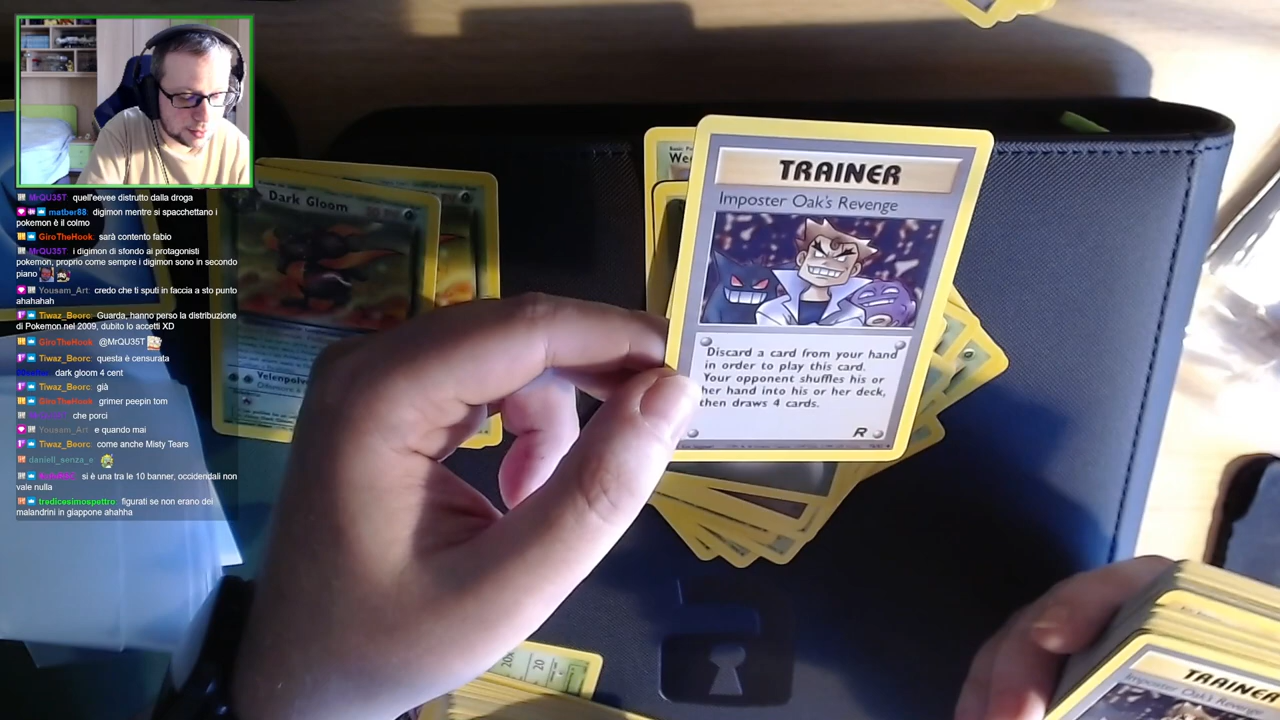 MrQU35T: quell'eevee distrutto dalla droga
matber88: digimon mentre si spacchettano i
pokemon è il colmo
GiroTheHook: sarà contento fabio
MrQU35T: i digimon di sfondo ai protagonisti
pokemon, proprio come sempre i digimon sono in secondo
piano
Yousam_Art: credo che ti sputi in faccia a sto punto
ahahahah
Tiwaz_Beorc: Guarda, hanno perso la distribuzione
di Pokemon nel 2009, dubito lo accetti XD
GiroTheHook: @MrQU35T
Tiwaz_Beorc: questa è censurata
dark gloom 4 cent
Tiwaz_Beorc: già
GiroTheHook: grimer peepin tom
che porci
Yousam_Art: e quando mai
Tiwaz_Beorc: come anche Misty Tears
danieli_senza_e:
si è una tra le 10 banner, occidendali non
vale nulla
tredicesimospettro: figurati se non erano dei
malandrini in giappone ahahha
Dark Gloom
TRAINER
Imposter Oak's Revenge
Discard a card from your hand
in order to play this card.
Your opponent shuffles his or
her hand into his or her deck,
then draws 4 cards.
R
20
TRAINER
Imposter Oak's Revenge